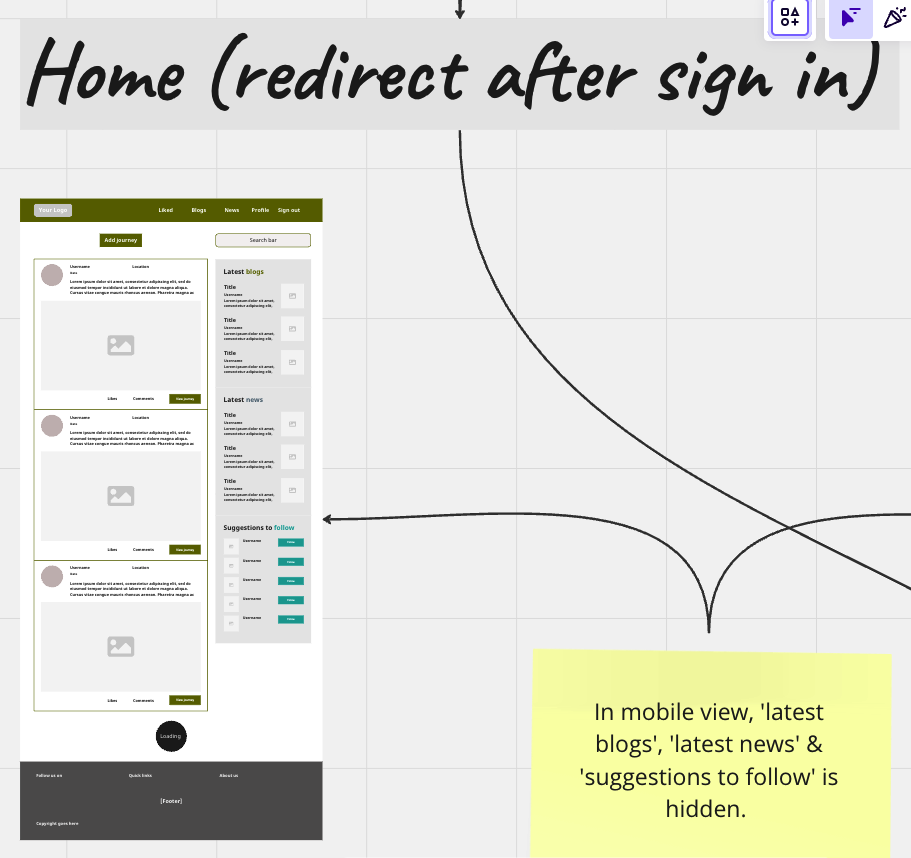 Home (redirect after sign in)
Your Logo Liked Blogs News Profile Sign out
Add journey Search bar
Username Location
Date
Lorem ipsum dolor sit amet, consectetur adipiscing elit, sed do
eiusmod tempor incididunt ut labore et dolore magna aliqua.
Cursus vitae congue mauris rhoncus aenean. Pharetra magna ac
Likes Comments View journey
Username Location
Date
Lorem ipsum dolor sit amet, consectetur adipiscing elit, sed do
eiusmod tempor incididunt ut labore et dolore magna aliqua.
Cursus vitae congue mauris rhoncus aenean. Pharetra magna ac
Likes Comments View journey
Username Location
Date
Lorem ipsum dolor sit amet, consectetur adipiscing elit, sed do
eiusmod tempor incididunt ut labore et dolore magna aliqua.
Cursus vitae congue mauris rhoncus aenean. Pharetra magna ac
Likes Comments View journey
Loading
Latest blogs
Title
Username
Lorem ipsum dolor sit amet,
consectetur adipiscing elit,
Title
Username
Lorem ipsum dolor sit amet,
consectetur adipiscing elit,
Title
Username
Lorem ipsum dolor sit amet,
consectetur adipiscing elit,
Latest news
Title
Username
Lorem ipsum dolor sit amet,
consectetur adipiscing elit,
Title
Username
Lorem ipsum dolor sit amet,
consectetur adipiscing elit,
Title
Username
Lorem ipsum dolor sit amet,
consectetur adipiscing elit,
Suggestions to follow
Username
Username
Username
Username
Username
Follow us on Quick links About us
[Footer]
Copyright goes here
In mobile view, 'latest
blogs', 'latest news' &
'suggestions to follow' is
hidden.